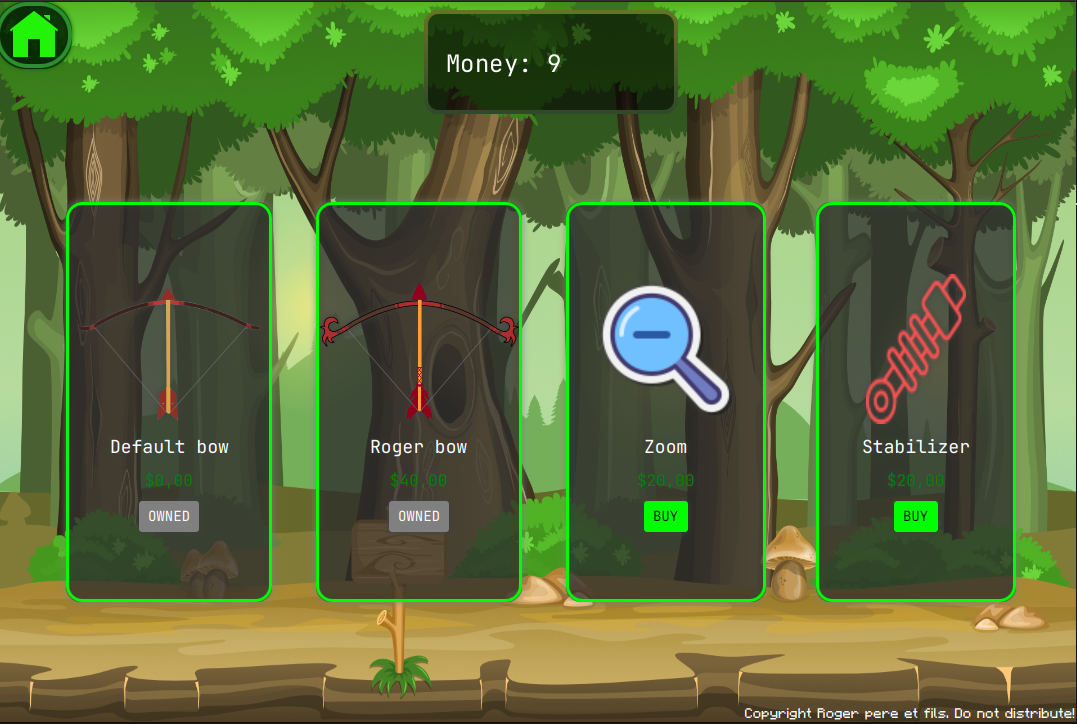 Money: 9
Default bow
$0,00
OWNED
Roger bow
$40,00
OWNED
Zoom
$20,00
BUY
Stabilizer
$20,00
BUY
Copyright Roger pere et fils. Do not distribute!